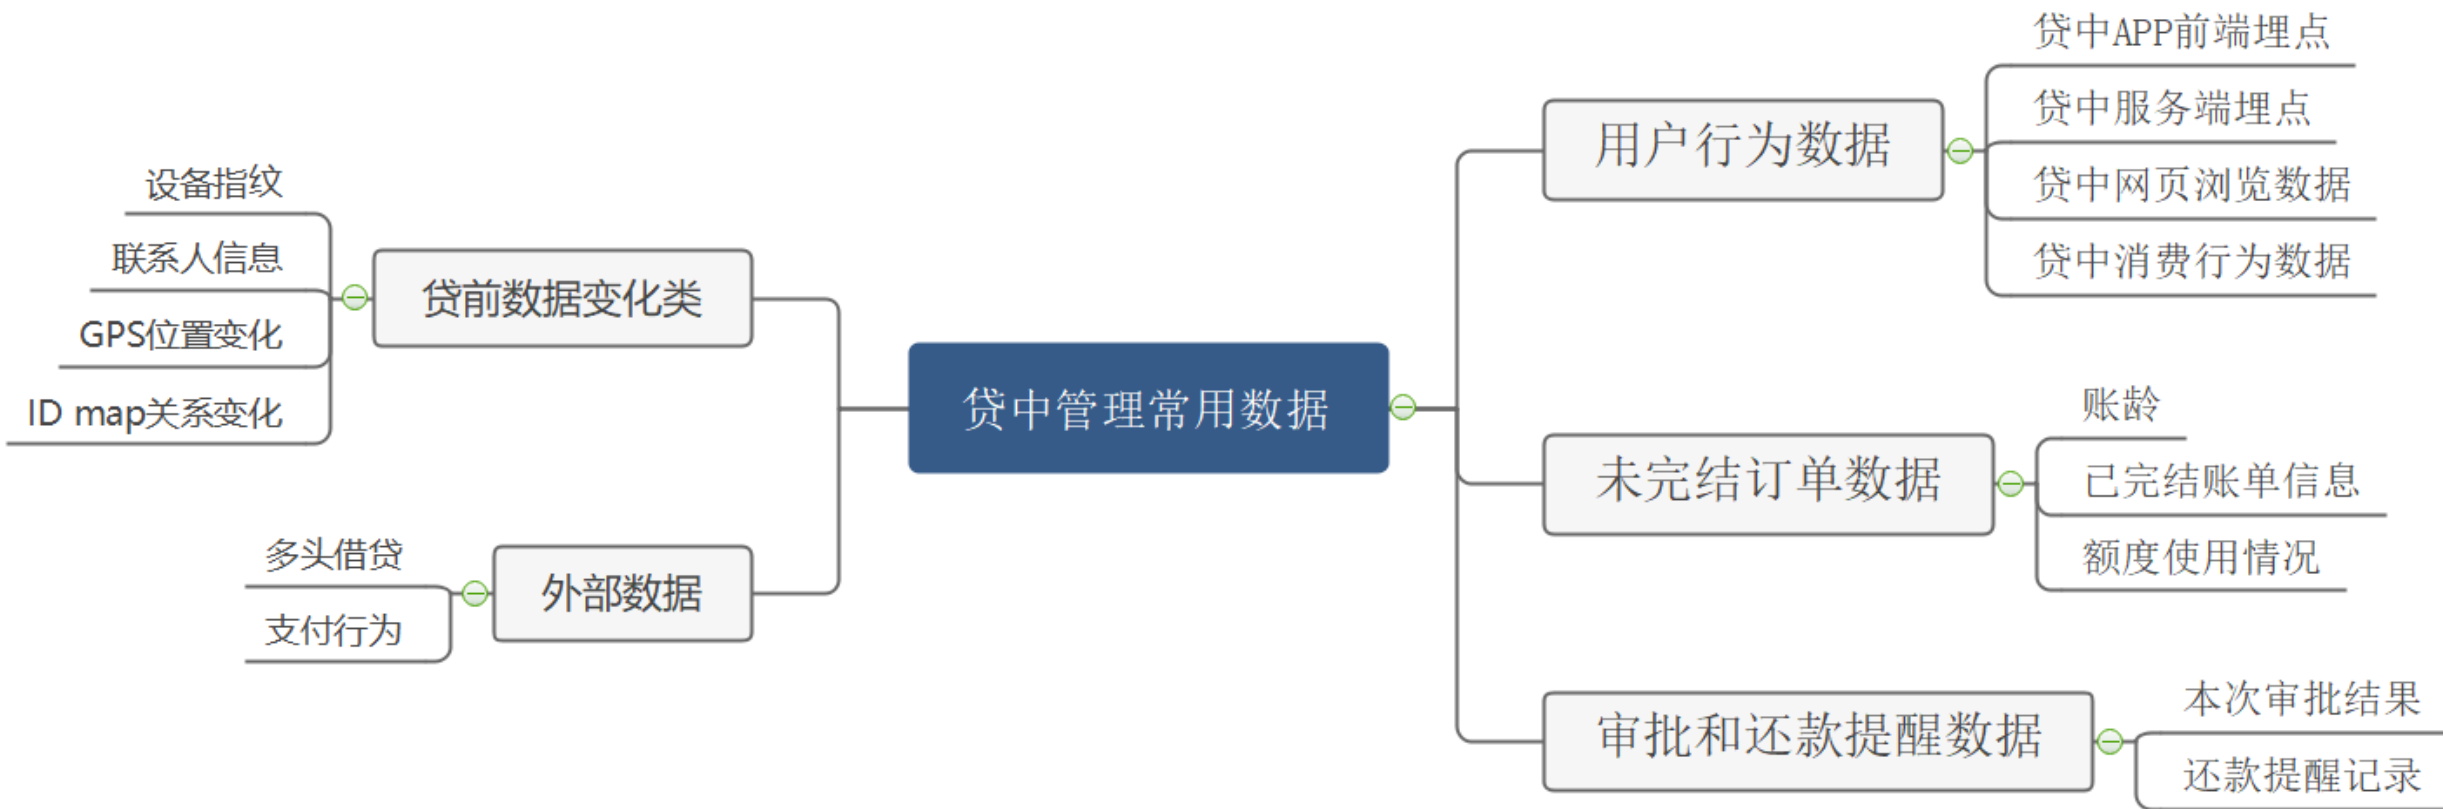 贷中管理常用数据
用户行为数据
贷中APP前端埋点
贷中服务端埋点
贷中网页浏览数据
贷中消费行为数据
未完结订单数据
账龄
已完结账单信息
额度使用情况
审批和还款提醒数据
本次审批结果
还款提醒记录
贷前数据变化类
设备指纹
联系人信息
GPS位置变化
ID map关系变化
外部数据
多头借贷
支付行为